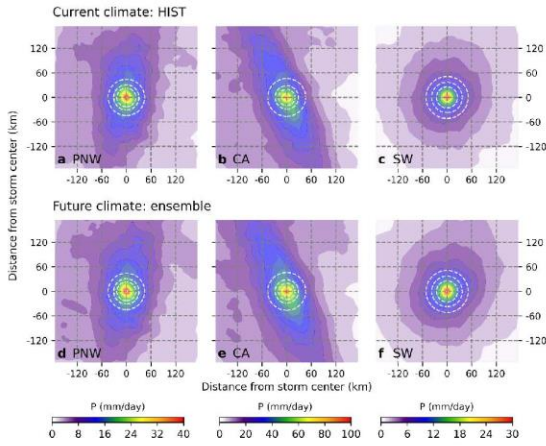 Current climate: HIST
120
60
0
-60
-120
a PNW
b CA
c SW
120
60
0
-60
-120
-120 -60 0 60 120
-120 -60 0 60 120
-120 -60 0 60 120
Distance from storm center (km)
Future climate: ensemble
120
60
0
-60
-120
d PNW
e CA
f SW
120
60
0
-60
-120
-120 -60 0 60 120
-120 -60 0 60 120
-120 -60 0 60 120
Distance from storm center (km)
P (mm/day)
P (mm/day)
P (mm/day)
0 8 16 24 32 40
0 20 40 60 80 100
0 6 12 18 24 30